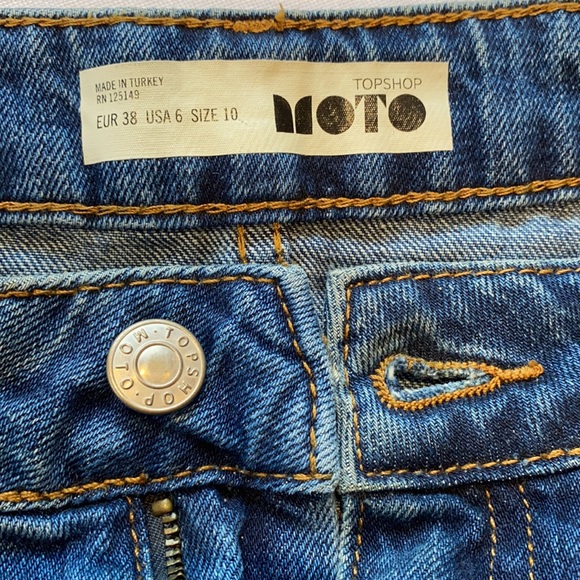 MADE IN TURKEY
RN 125149
EUR 38 USA 6 SIZE 10
TOPSHOP
MOTO
TOPSHOP · MOTO ·